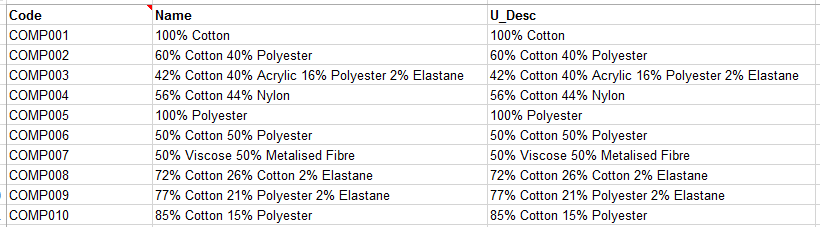 Code Name U_Desc
COMP001 100% Cotton 100% Cotton
COMP002 60% Cotton 40% Polyester 60% Cotton 40% Polyester
COMP003 42% Cotton 40% Acrylic 16% Polyester 2% Elastane 42% Cotton 40% Acrylic 16% Polyester 2% Elastane
COMP004 56% Cotton 44% Nylon 56% Cotton 44% Nylon
COMP005 100% Polyester 100% Polyester
COMP006 50% Cotton 50% Polyester 50% Cotton 50% Polyester
COMP007 50% Viscose 50% Metalised Fibre 50% Viscose 50% Metalised Fibre
COMP008 72% Cotton 26% Cotton 2% Elastane 72% Cotton 26% Cotton 2% Elastane
COMP009 77% Cotton 21% Polyester 2% Elastane 77% Cotton 21% Polyester 2% Elastane
COMP010 85% Cotton 15% Polyester 85% Cotton 15% Polyester